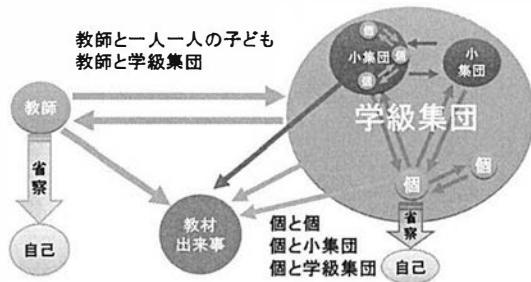 教師と一人一人の子ども
教師と学級集団
教師
省察
自己
個
小集団
個
個
小
集団
学級集団
個
個
省察
自己
教材
出来事
個と個
個と小集団
個と学級集団